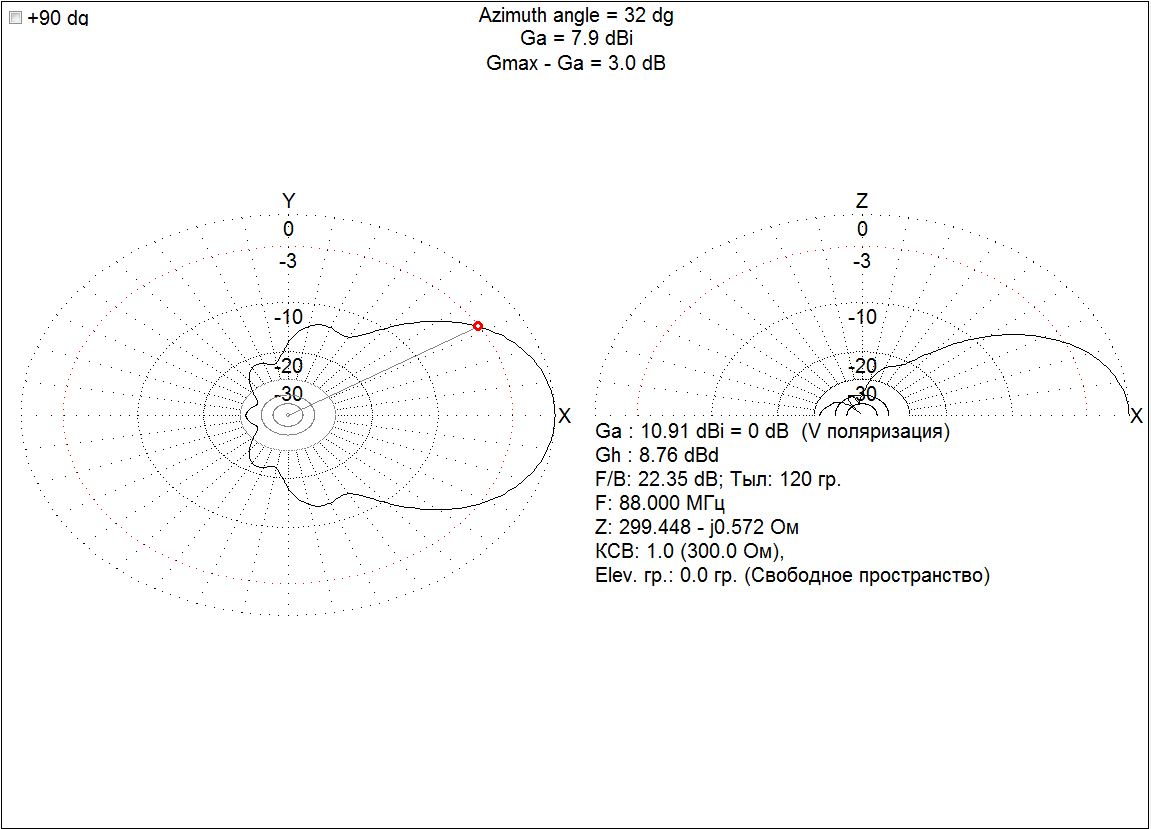 +90 dg
Azimuth angle = 32 dg
Ga = 7.9 dBi
Gmax - Ga = 3.0 dB
Y
0
-3
-10
-20
-30
X
Z
0
-3
-10
-20
-30
X
Ga : 10.91 dBi = 0 dB (V поляризация)
Gh : 8.76 dBd
F/B: 22.35 dB; Тыл: 120 гр.
F: 88.000 МГц
Z: 299.448 - j0.572 Ом
КСВ: 1.0 (300.0 Ом),
Elev. гр.: 0.0 гр. (Свободное пространство)